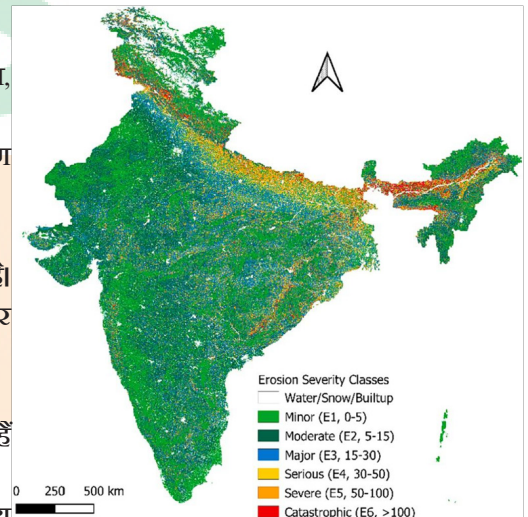 Erosion Severity Classes
Water/Snow/Builtup
Minor (E1, 0-5)
Moderate (E2, 5-15)
Major (E3, 15-30)
Serious (E4, 30-50)
Severe (E5, 50-100)
Catastrophic (E6, >100)
0 250 500 km